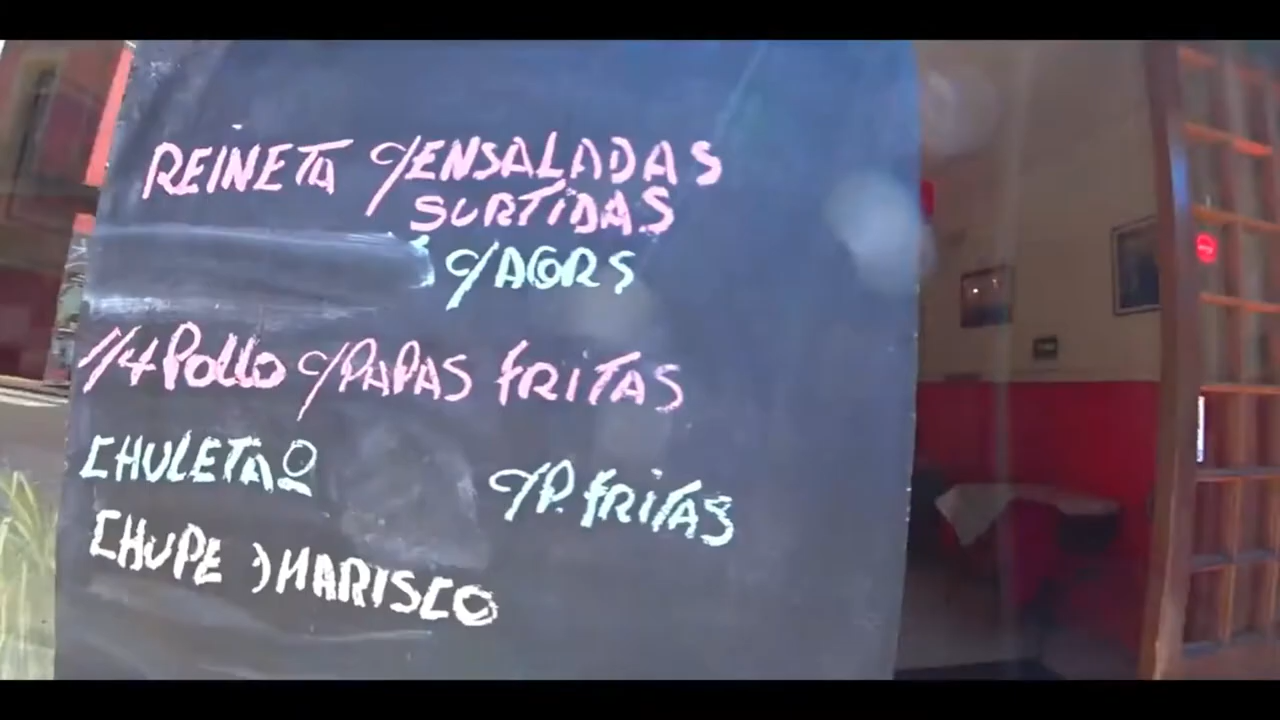 REINETA C/ENSALADAS
SURTIDAS
C/AGRS
1/4 Pollo C/PAPAS FRITAS
CHULETA C/P. FRITAS
CHUPE MARISCO